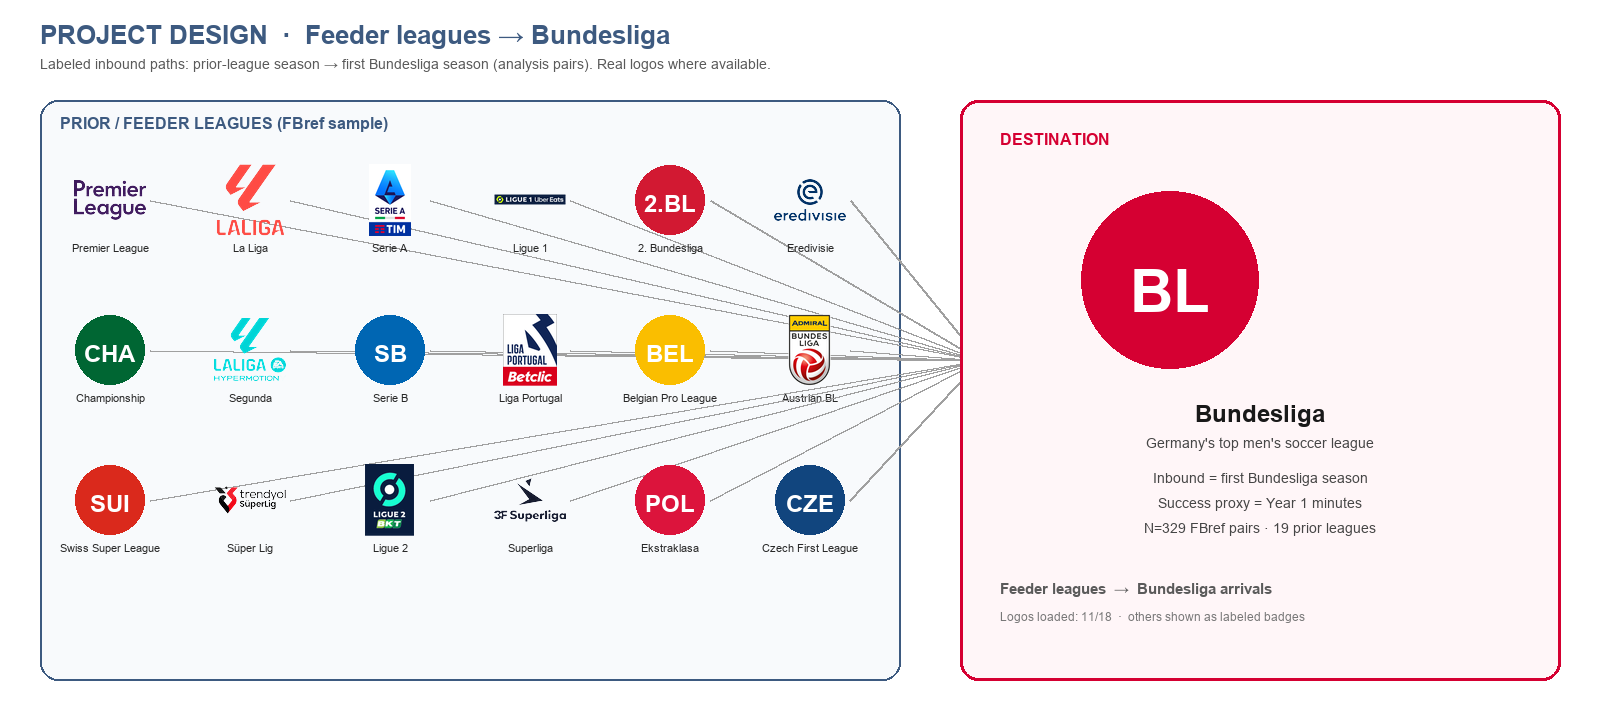 PROJECT DESIGN · Feeder leagues → Bundesliga
Labeled inbound paths: prior-league season → first Bundesliga season (analysis pairs). Real logos where available.
PRIOR / FEEDER LEAGUES (FBref sample)
DESTINATION
Premier League
LALIGA
SERIE A
TIM
LIGUE 1 Uber Eats
2.BL
eredivisie
Premier League
La Liga
Serie A
Ligue 1
2. Bundesliga
Eredivisie
BL
CHA
LALIGA
HYPERMOTION
SB
LIGA PORTUGAL
Betclic
BEL
ADMIRAL
BUNDES LIGA
Championship
Segunda
Serie B
Liga Portugal
Belgian Pro League
Austrian BL
Bundesliga
Germany's top men's soccer league
Inbound = first Bundesliga season
Success proxy = Year 1 minutes
N=329 FBref pairs · 19 prior leagues
SUI
trendyol
SüperLig
LIGUE 2
BKT
3F Superliga
POL
CZE
Swiss Super League
Süper Lig
Ligue 2
Superliga
Ekstraklasa
Czech First League
Feeder leagues → Bundesliga arrivals
Logos loaded: 11/18 · others shown as labeled badges